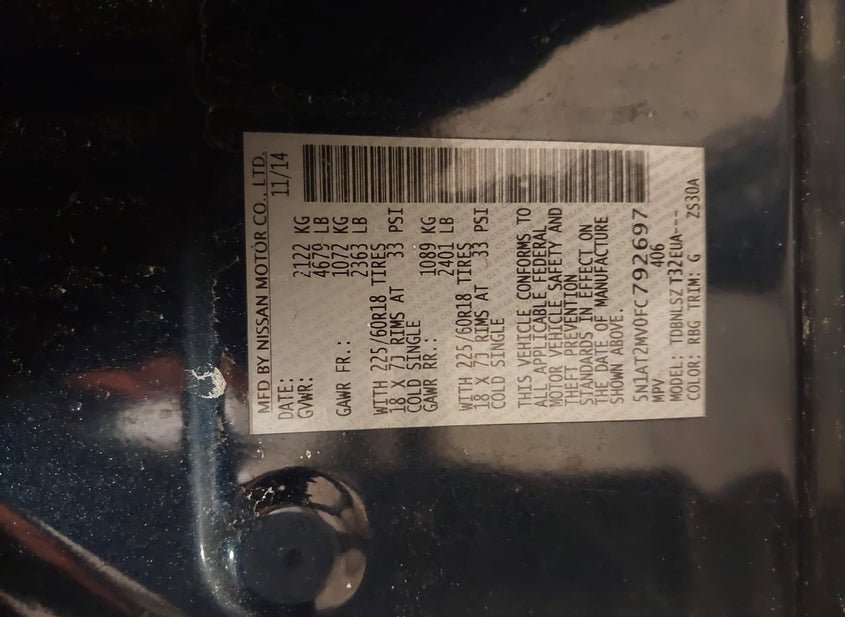 MFD BY NISSAN MOTOR CO., LTD.
DATE: 11/14
GVWR: 2122 KG
4679 LB
GAWR FR.: 1072 KG
2363 LB
WITH 225/60R18 TIRES
18 X 7J RIMS AT 33 PSI
COLD SINGLE
GAWR RR.: 1089 KG
2401 LB
WITH 225/60R18 TIRES
18 X 7J RIMS AT 33 PSI
COLD SINGLE
THIS VEHICLE CONFORMS TO
ALL APPLICABLE FEDERAL
MOTOR VEHICLE SAFETY AND
THEFT PREVENTION
STANDARDS IN EFFECT ON
THE DATE OF MANUFACTURE
SHOWN ABOVE.
5N1AT2MV0FC792697
MPV 406
MODEL: TDBNLSZ T32EUA---
COLOR: RBG TRIM: G ZS30A